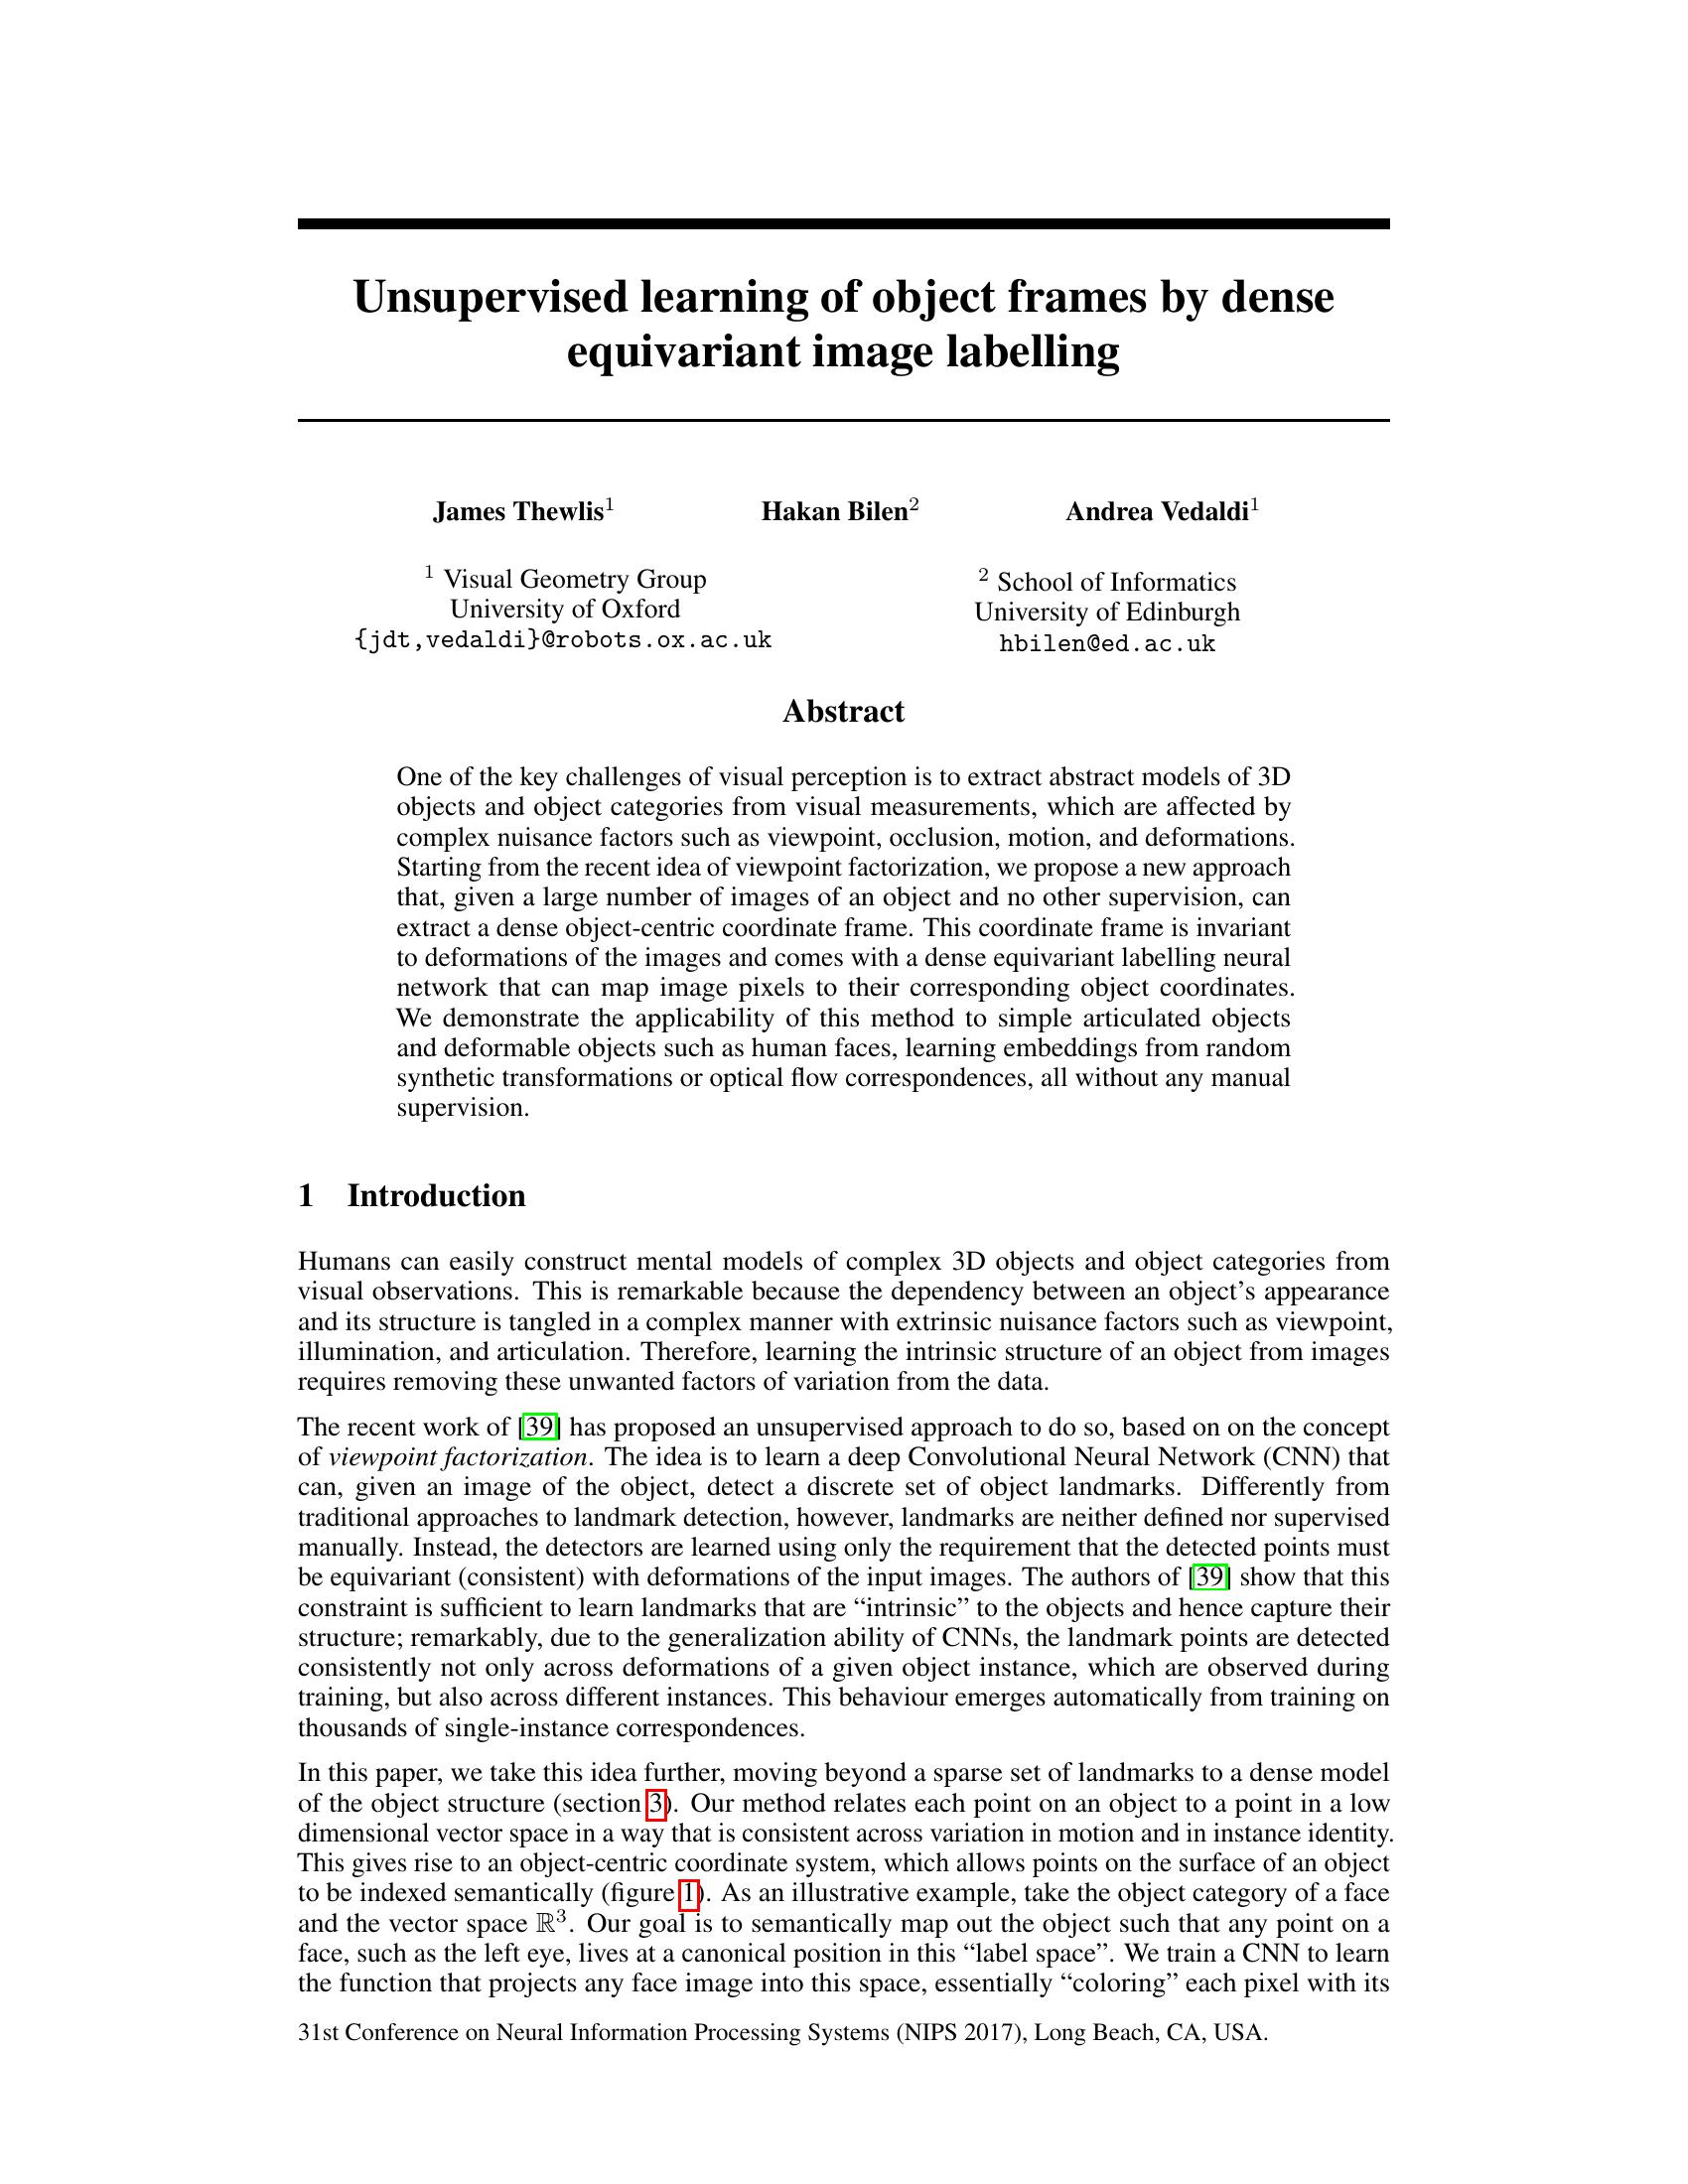 Unsupervised learning of object frames by dense
equivariant image labelling
James Thewlis¹ Hakan Bilen² Andrea Vedaldi¹
¹ Visual Geometry Group
University of Oxford
{jdt,vedaldi}@robots.ox.ac.uk
² School of Informatics
University of Edinburgh
hbilen@ed.ac.uk
Abstract
One of the key challenges of visual perception is to extract abstract models of 3D
objects and object categories from visual measurements, which are affected by
complex nuisance factors such as viewpoint, occlusion, motion, and deformations.
Starting from the recent idea of viewpoint factorization, we propose a new approach
that, given a large number of images of an object and no other supervision, can
extract a dense object-centric coordinate frame. This coordinate frame is invariant
to deformations of the images and comes with a dense equivariant labelling neural
network that can map image pixels to their corresponding object coordinates.
We demonstrate the applicability of this method to simple articulated objects
and deformable objects such as human faces, learning embeddings from random
synthetic transformations or optical flow correspondences, all without any manual
supervision.
1 Introduction
Humans can easily construct mental models of complex 3D objects and object categories from
visual observations. This is remarkable because the dependency between an object's appearance
and its structure is tangled in a complex manner with extrinsic nuisance factors such as viewpoint,
illumination, and articulation. Therefore, learning the intrinsic structure of an object from images
requires removing these unwanted factors of variation from the data.
The recent work of [39] has proposed an unsupervised approach to do so, based on on the concept
of viewpoint factorization. The idea is to learn a deep Convolutional Neural Network (CNN) that
can, given an image of the object, detect a discrete set of object landmarks. Differently from
traditional approaches to landmark detection, however, landmarks are neither defined nor supervised
manually. Instead, the detectors are learned using only the requirement that the detected points must
be equivariant (consistent) with deformations of the input images. The authors of [39] show that this
constraint is sufficient to learn landmarks that are “intrinsic” to the objects and hence capture their
structure; remarkably, due to the generalization ability of CNNs, the landmark points are detected
consistently not only across deformations of a given object instance, which are observed during
training, but also across different instances. This behaviour emerges automatically from training on
thousands of single-instance correspondences.
In this paper, we take this idea further, moving beyond a sparse set of landmarks to a dense model
of the object structure (section 3). Our method relates each point on an object to a point in a low
dimensional vector space in a way that is consistent across variation in motion and in instance identity.
This gives rise to an object-centric coordinate system, which allows points on the surface of an object
to be indexed semantically (figure 1). As an illustrative example, take the object category of a face
and the vector space ℝ³. Our goal is to semantically map out the object such that any point on a
face, such as the left eye, lives at a canonical position in this “label space”. We train a CNN to learn
the function that projects any face image into this space, essentially “coloring” each pixel with its
31st Conference on Neural Information Processing Systems (NIPS 2017), Long Beach, CA, USA.